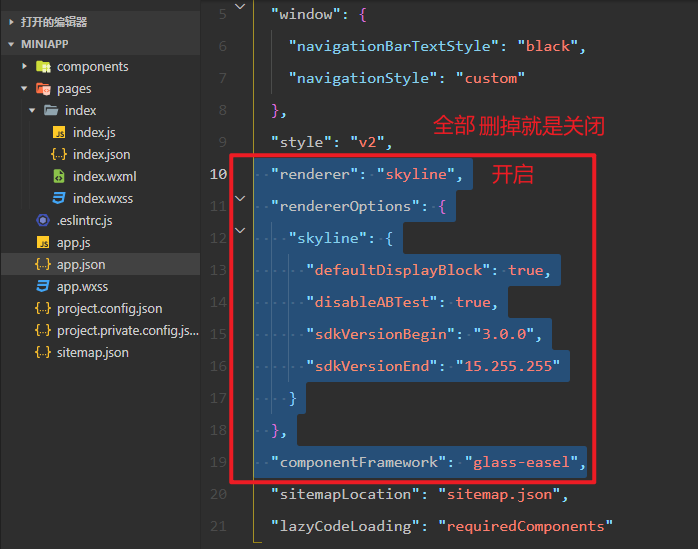 打开的编辑器
MINIAPP
components
pages
index
index.js
index.json
index.wxml
index.wxss
.eslintrc.js
app.js
app.json
app.wxss
project.config.json
project.private.config.js...
sitemap.json
5 "window": {
6 "navigationBarTextStyle": "black",
7 "navigationStyle": "custom"
8 },
全部 删掉就是关闭
9 "style": "v2",
10 "renderer": "skyline",
开启
11 "rendererOptions": {
12 "skyline": {
13 "defaultDisplayBlock": true,
14 "disableABTest": true,
15 "sdkVersionBegin": "3.0.0",
16 "sdkVersionEnd": "15.255.255"
17 }
18 },
19 "componentFramework": "glass-easel",
20 "sitemapLocation": "sitemap.json",
21 "lazyCodeLoading": "requiredComponents"